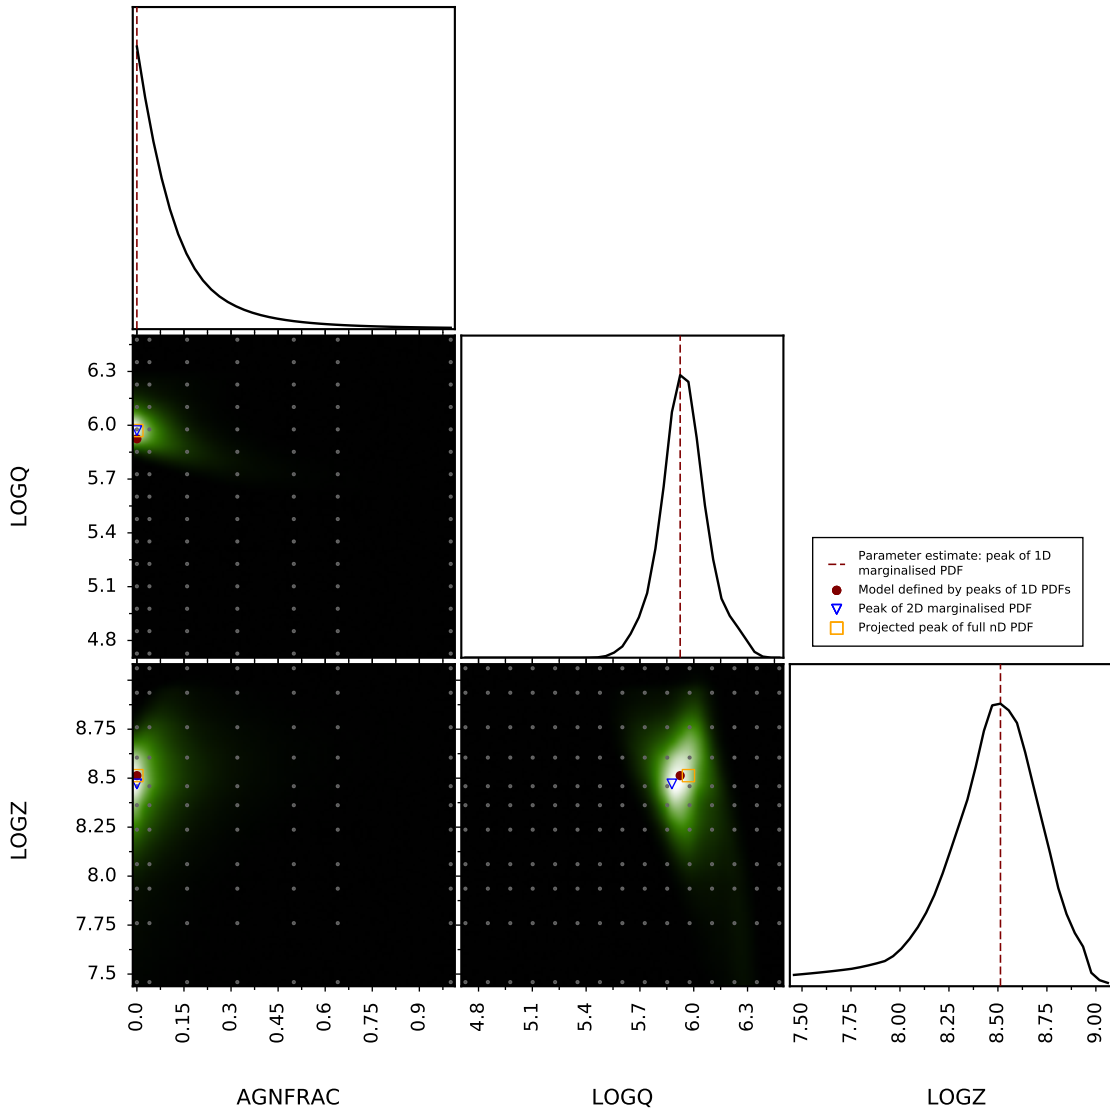 6.3
6.0
5.7
5.4
5.1
4.8
LOGQ
Parameter estimate: peak of 1D
marginalised PDF
Model defined by peaks of 1D PDFs
Peak of 2D marginalised PDF
Projected peak of full nD PDF
8.75
8.5
8.25
8.0
7.75
7.5
LOGZ
0.0 0.15 0.3 0.45 0.6 0.75 0.9
4.8 5.1 5.4 5.7 6.0 6.3
7.50 7.75 8.00 8.25 8.50 8.75 9.00
AGNFRAC LOGQ LOGZ